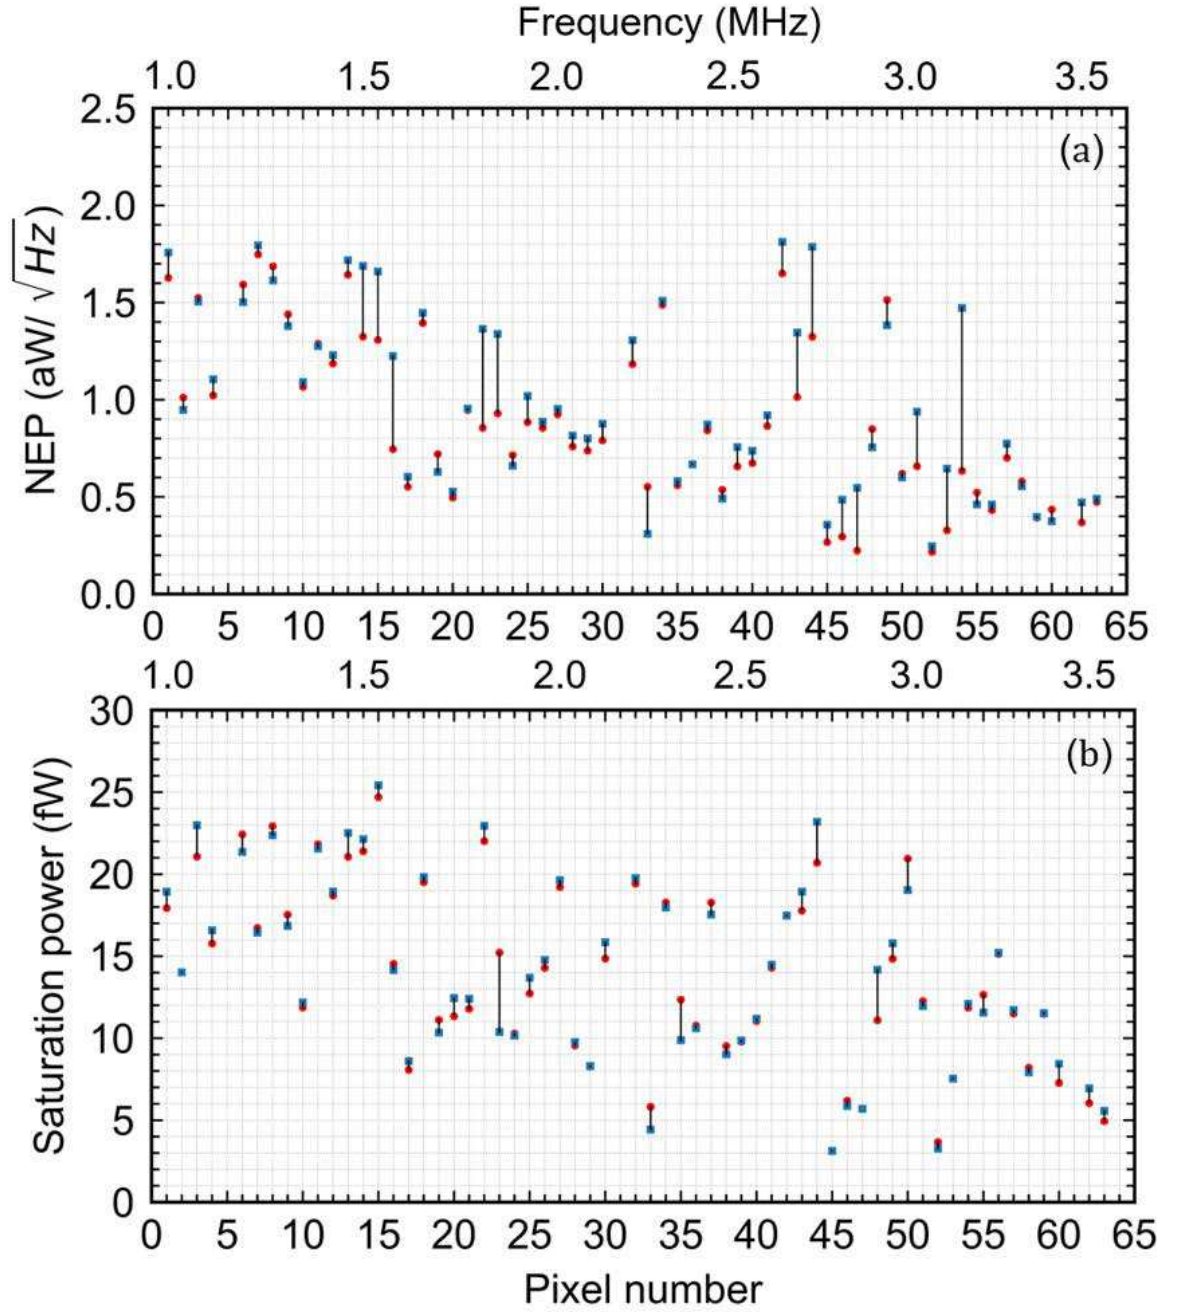 Frequency (MHz)
1.0 1.5 2.0 2.5 3.0 3.5
2.5
(a)
2.0
1.5
1.0
0.5
0.0
NEP (aW/ √Hz)
0 5 10 15 20 25 30 35 40 45 50 55 60 65
1.0 1.5 2.0 2.5 3.0 3.5
30
(b)
25
20
15
10
5
0
Saturation power (fW)
0 5 10 15 20 25 30 35 40 45 50 55 60 65
Pixel number